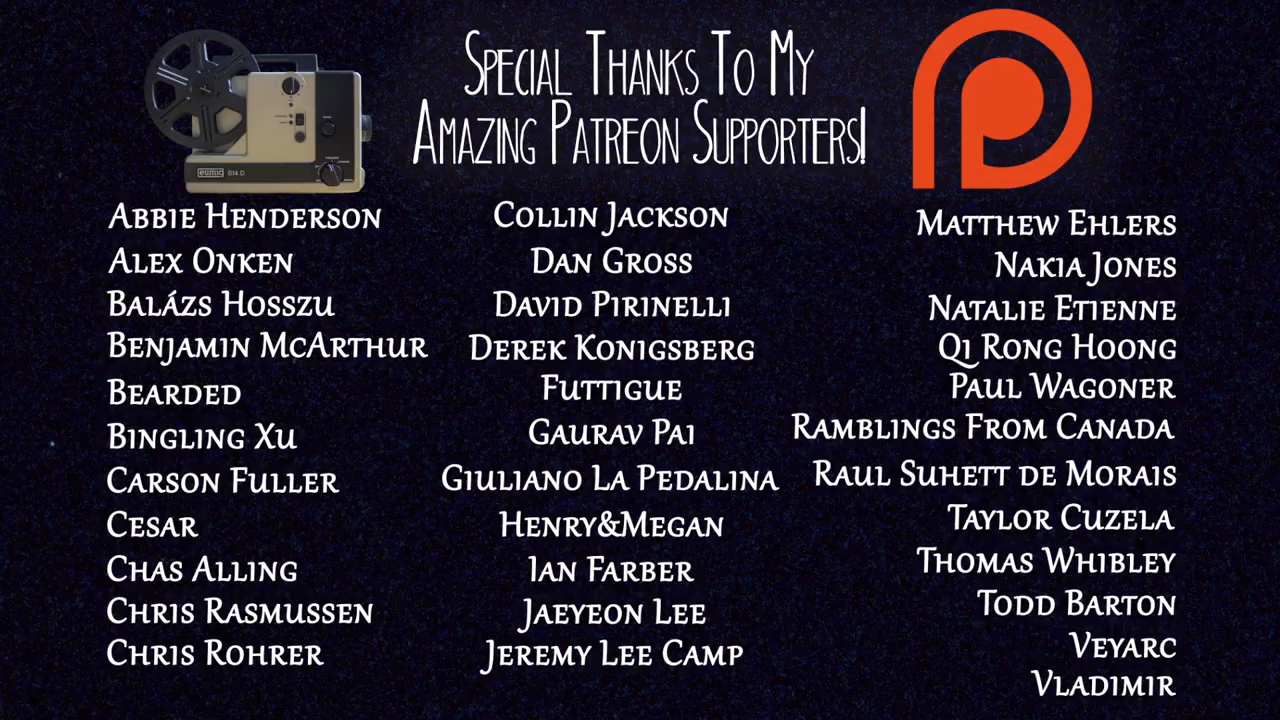 Special Thanks To My
Amazing Patreon Supporters!
eumig 614 D
Abbie Henderson
Alex Onken
Balázs Hosszu
Benjamin McArthur
Bearded
Bingling Xu
Carson Fuller
Cesar
Chas Alling
Chris Rasmussen
Chris Rohrer
Collin Jackson
Dan Gross
David Pirinelli
Derek Konigsberg
Futtigue
Gaurav Pai
Giuliano La Pedalina
Henry&Megan
Ian Farber
Jaeyeon Lee
Jeremy Lee Camp
Matthew Ehlers
Nakia Jones
Natalie Etienne
Qi Rong Hoong
Paul Wagoner
Ramblings From Canada
Raul Suhett de Morais
Taylor Cuzela
Thomas Whibley
Todd Barton
Veyarc
Vladimir